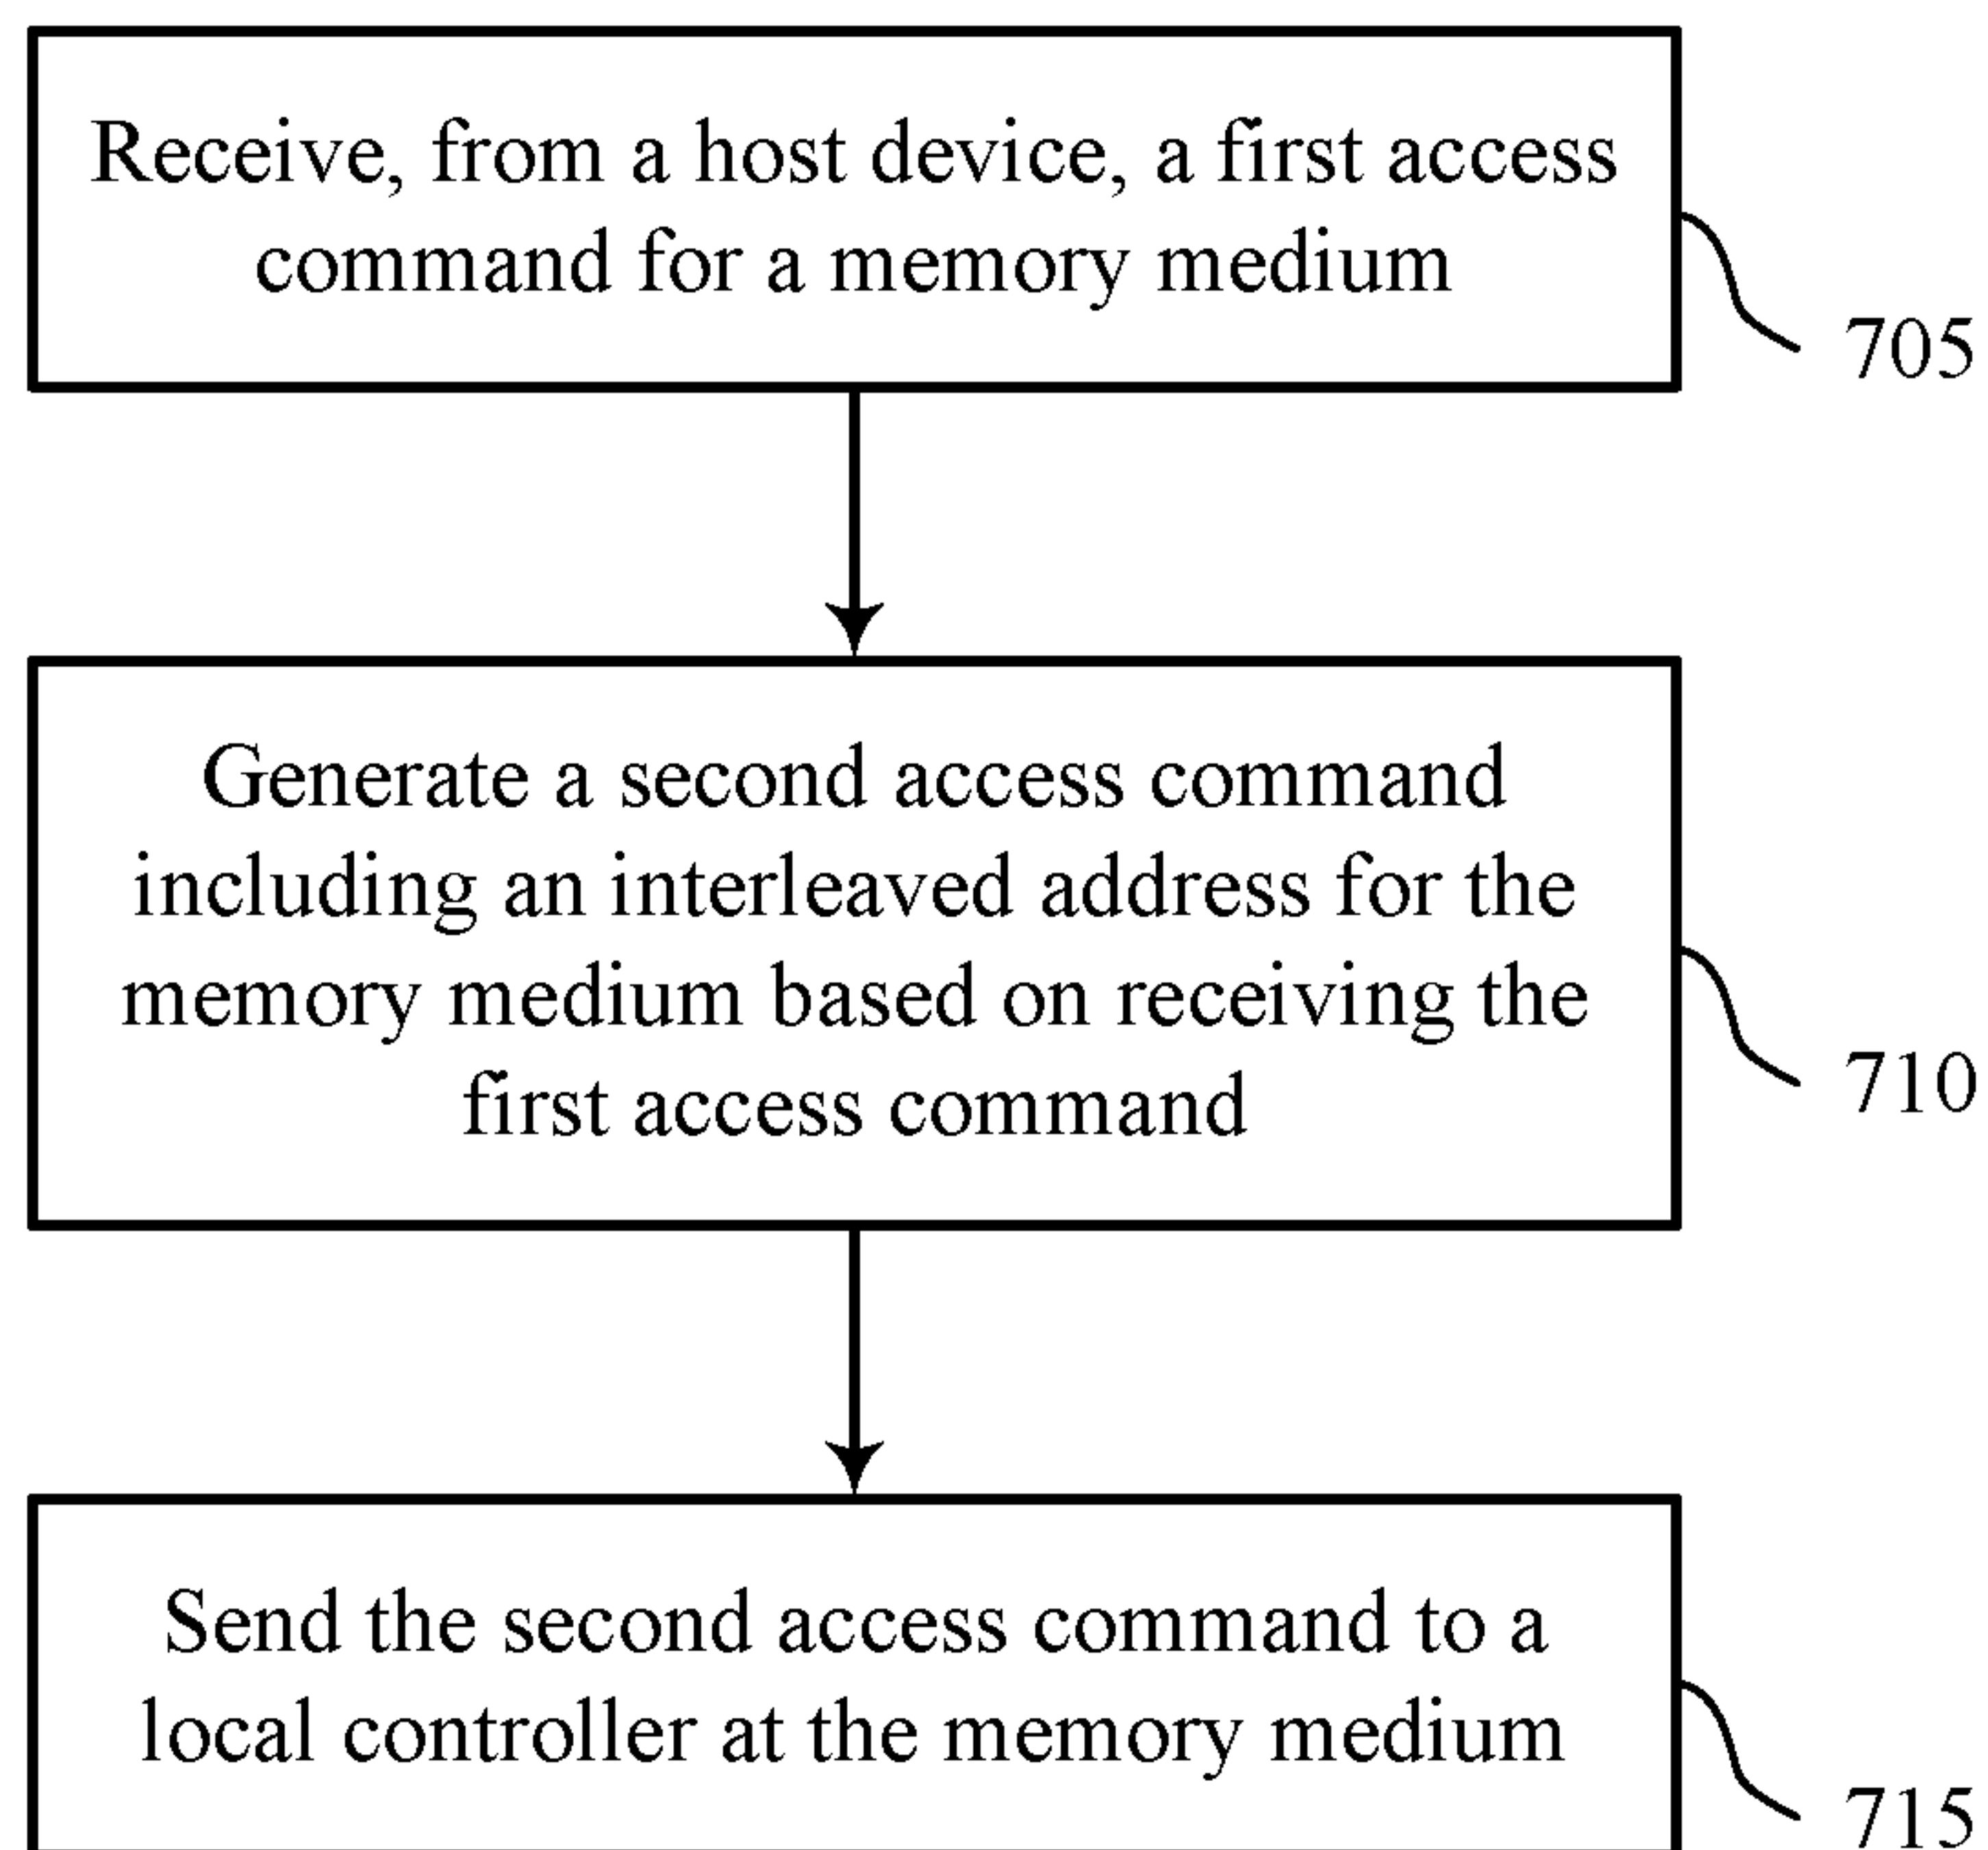 Receive, from a host device, a first access
command for a memory medium
705
Generate a second access command
including an interleaved address for the
memory medium based on receiving the
first access command
710
Send the second access command to a
local controller at the memory medium
715